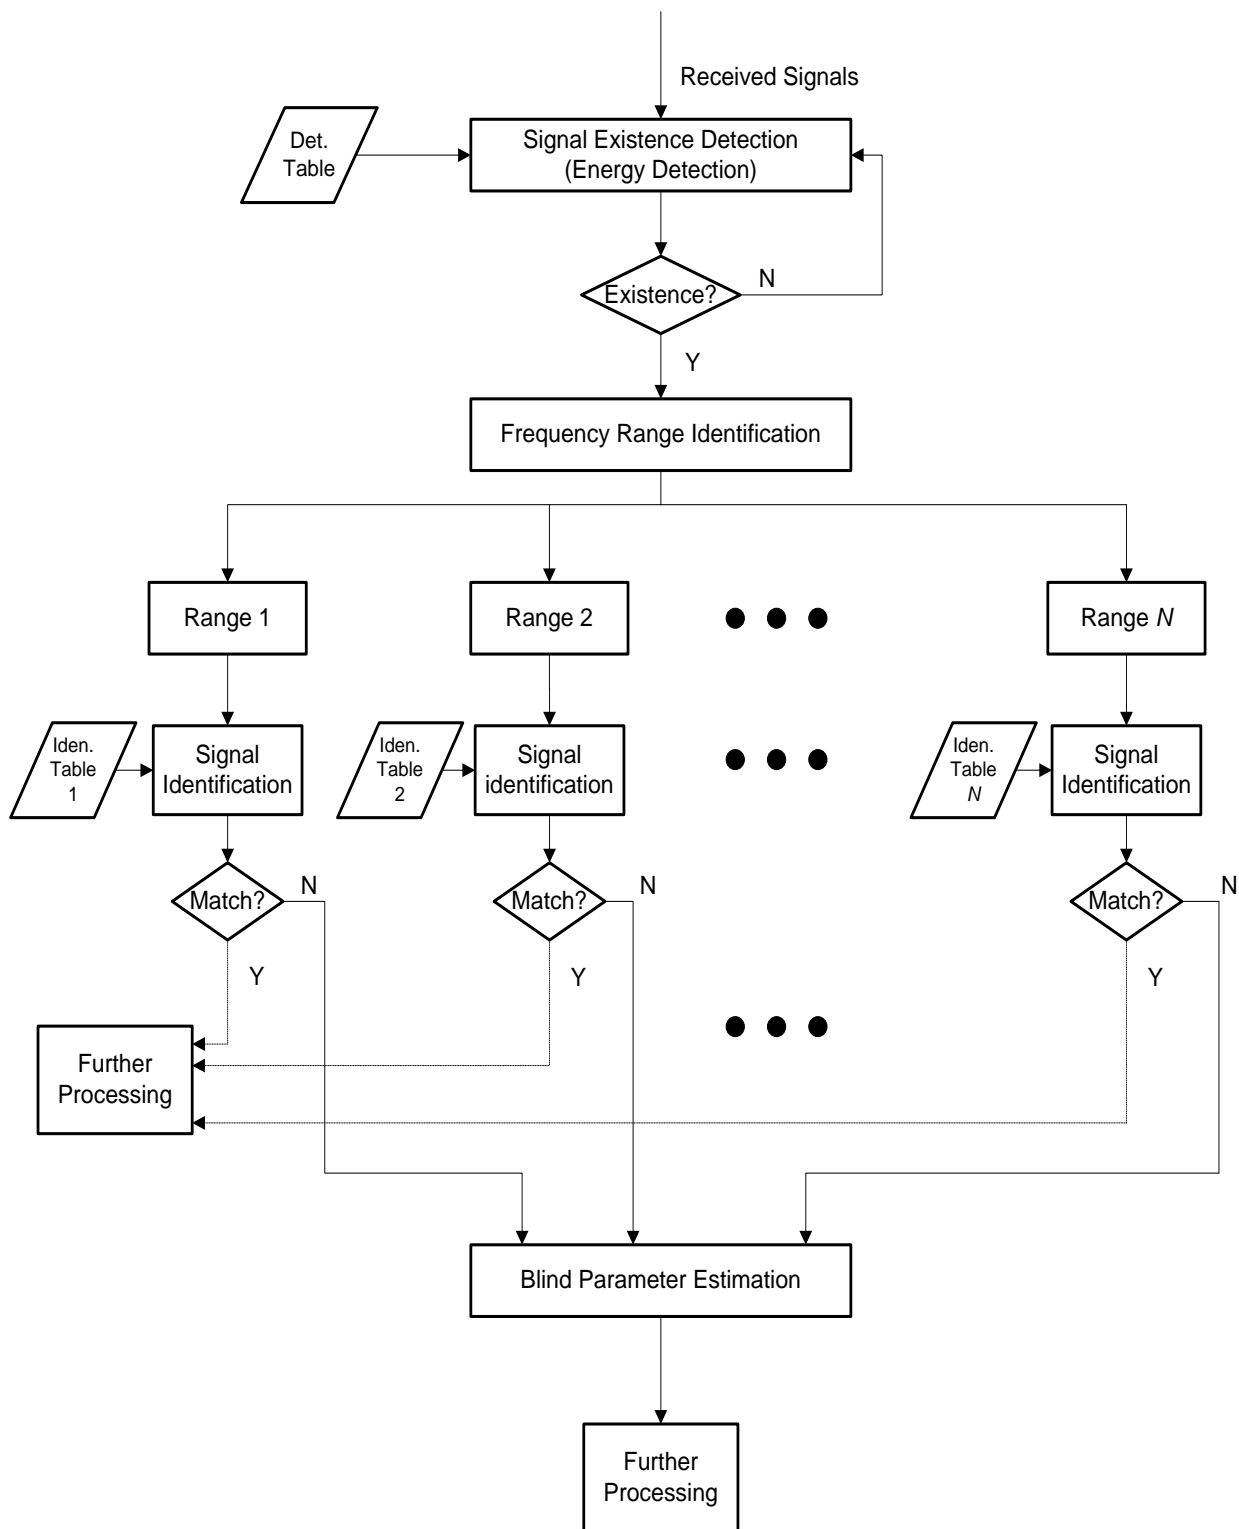 Received Signals
Det.
Table
Signal Existence Detection
(Energy Detection)
Existence?
N
Y
Frequency Range Identification
Range 1
Range 2
Range N
Iden.
Table
1
Signal
Identification
Iden.
Table
2
Signal
identification
Iden.
Table
N
Signal
Identification
Match?
N
Match?
N
Match?
N
Y
Y
Y
Further
Processing
Blind Parameter Estimation
Further
Processing